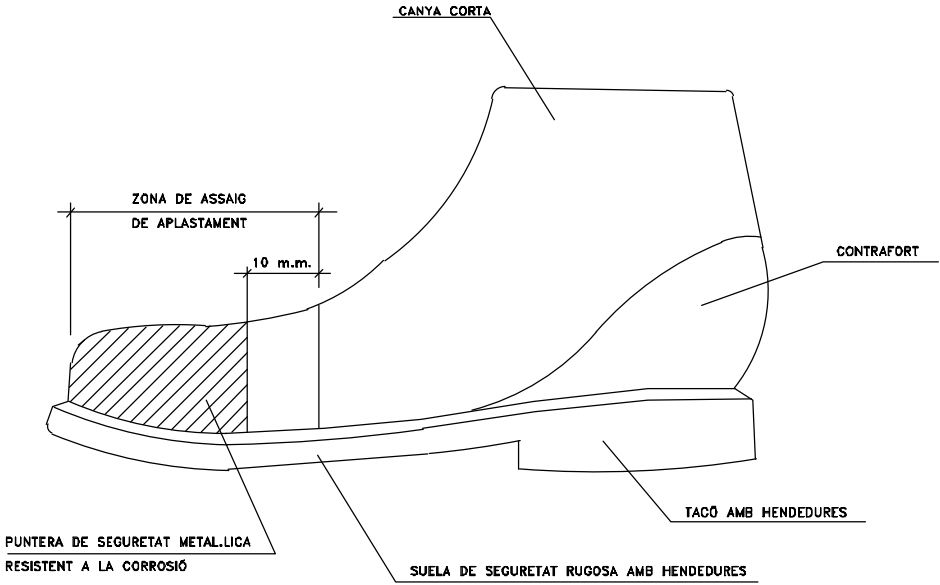 CANYA CORTA
ZONA DE ASSAIG
DE APLASTAMENT
10 m.m.
CONTRAFORT
TACÓ AMB HENDEDURES
PUNTERA DE SEGURETAT METAL.LICA
RESISTENT A LA CORROSIÓ
SUELA DE SEGURETAT RUGOSA AMB HENDEDURES